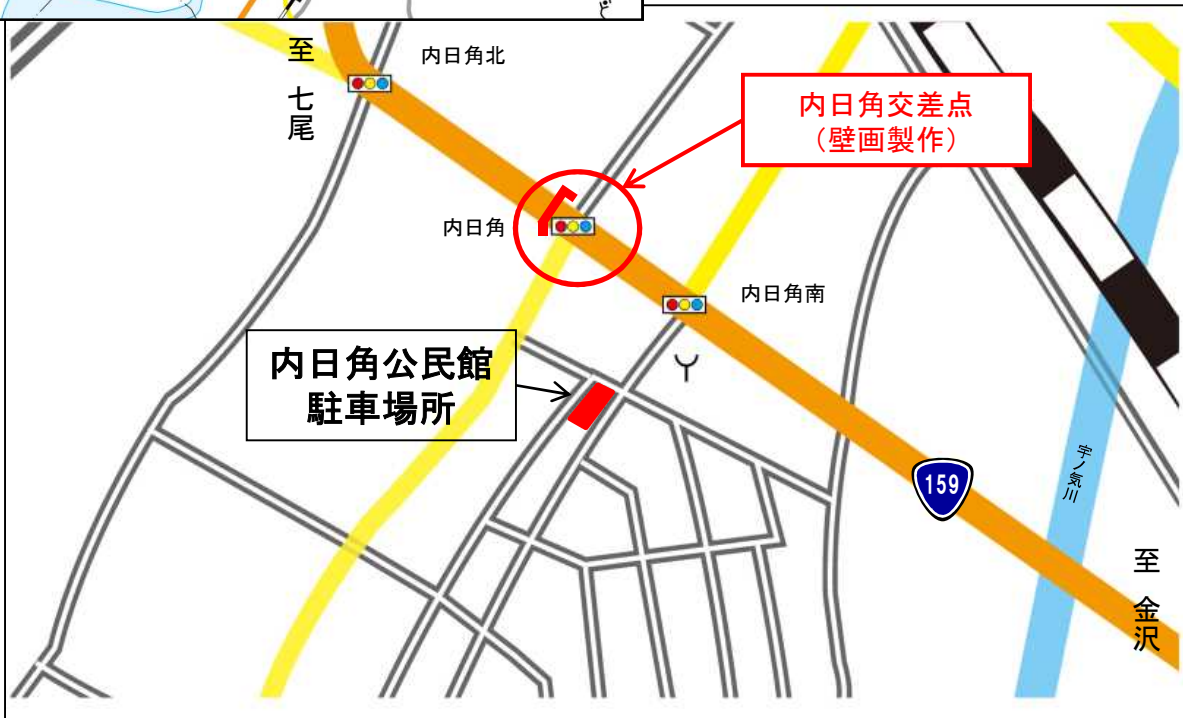 至
七尾
内日角北
内日角交差点
（壁画製作）
内日角
内日角南
内日角公民館
駐車場所
宇ノ気川
159
至
金沢